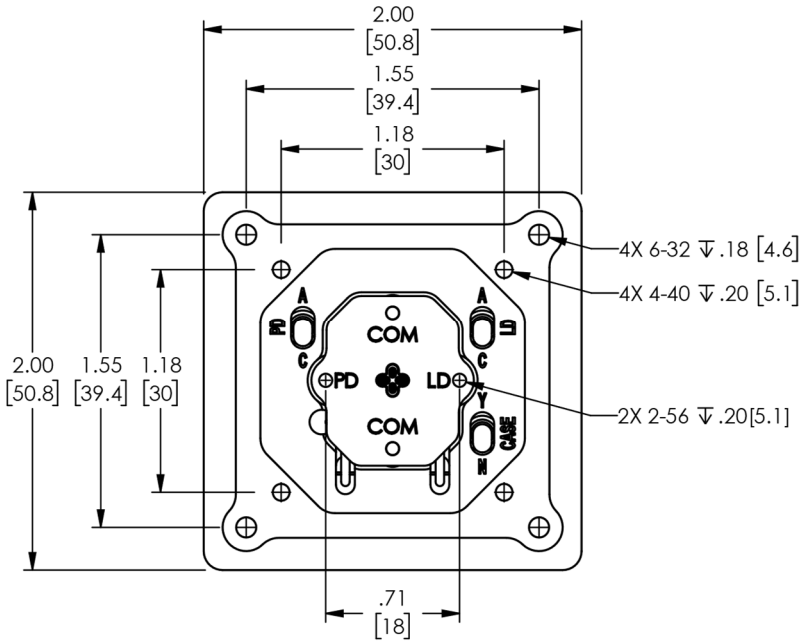 2.00
[50.8]
1.55
[39.4]
1.18
[30]
4X 6-32 ↧.18 [4.6]
4X 4-40 ↧.20 [5.1]
A
A
PD
LD
COM
C
C
2.00
[50.8]
1.55
[39.4]
1.18
[30]
PD
LD
Y
2X 2-56 ↧.20[5.1]
COM
CASE
N
.71
[18]